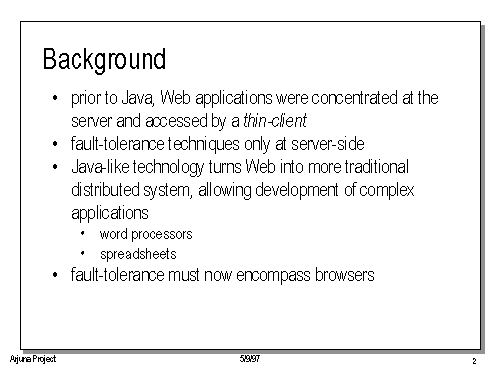 Background
• prior to Java, Web applications were concentrated at the
server and accessed by a thin-client
• fault-tolerance techniques only at server-side
• Java-like technology turns Web into more traditional
distributed system, allowing development of complex
applications
• word processors
• spreadsheets
• fault-tolerance must now encompass browsers
Arjuna Project
5/9/97
2